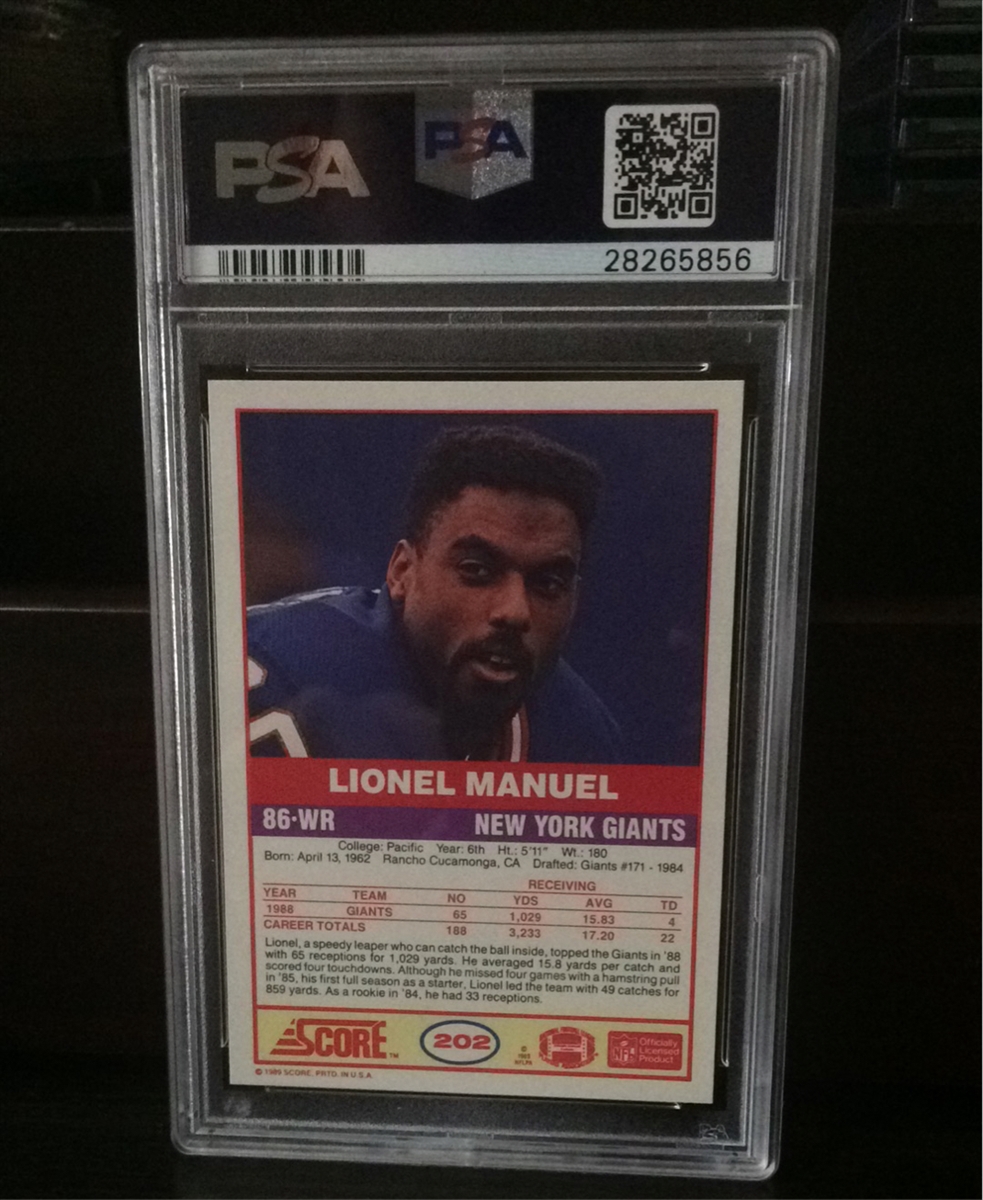 PSA
PSA
28265856
LIONEL MANUEL
86·WR NEW YORK GIANTS
College: Pacific Year: 6th Ht.: 5'11" Wt.: 180
Born: April 13, 1962 Rancho Cucamonga, CA Drafted: Giants #171 - 1984
RECEIVING
YEAR TEAM NO YDS AVG TD
1988 GIANTS 65 1,029 15.83 4
CAREER TOTALS 188 3,233 17.20 22
Lionel, a speedy leaper who can catch the ball inside, topped the Giants in '88
with 65 receptions for 1,029 yards. He averaged 15.8 yards per catch and
scored four touchdowns. Although he missed four games with a hamstring pull
in '85, his first full season as a starter, Lionel led the team with 49 catches for
859 yards. As a rookie in '84, he had 33 receptions.
SCORE™ 202
NFL
Officially
Licensed
Product
© 1989 SCORE, PRTD. IN U.S.A.